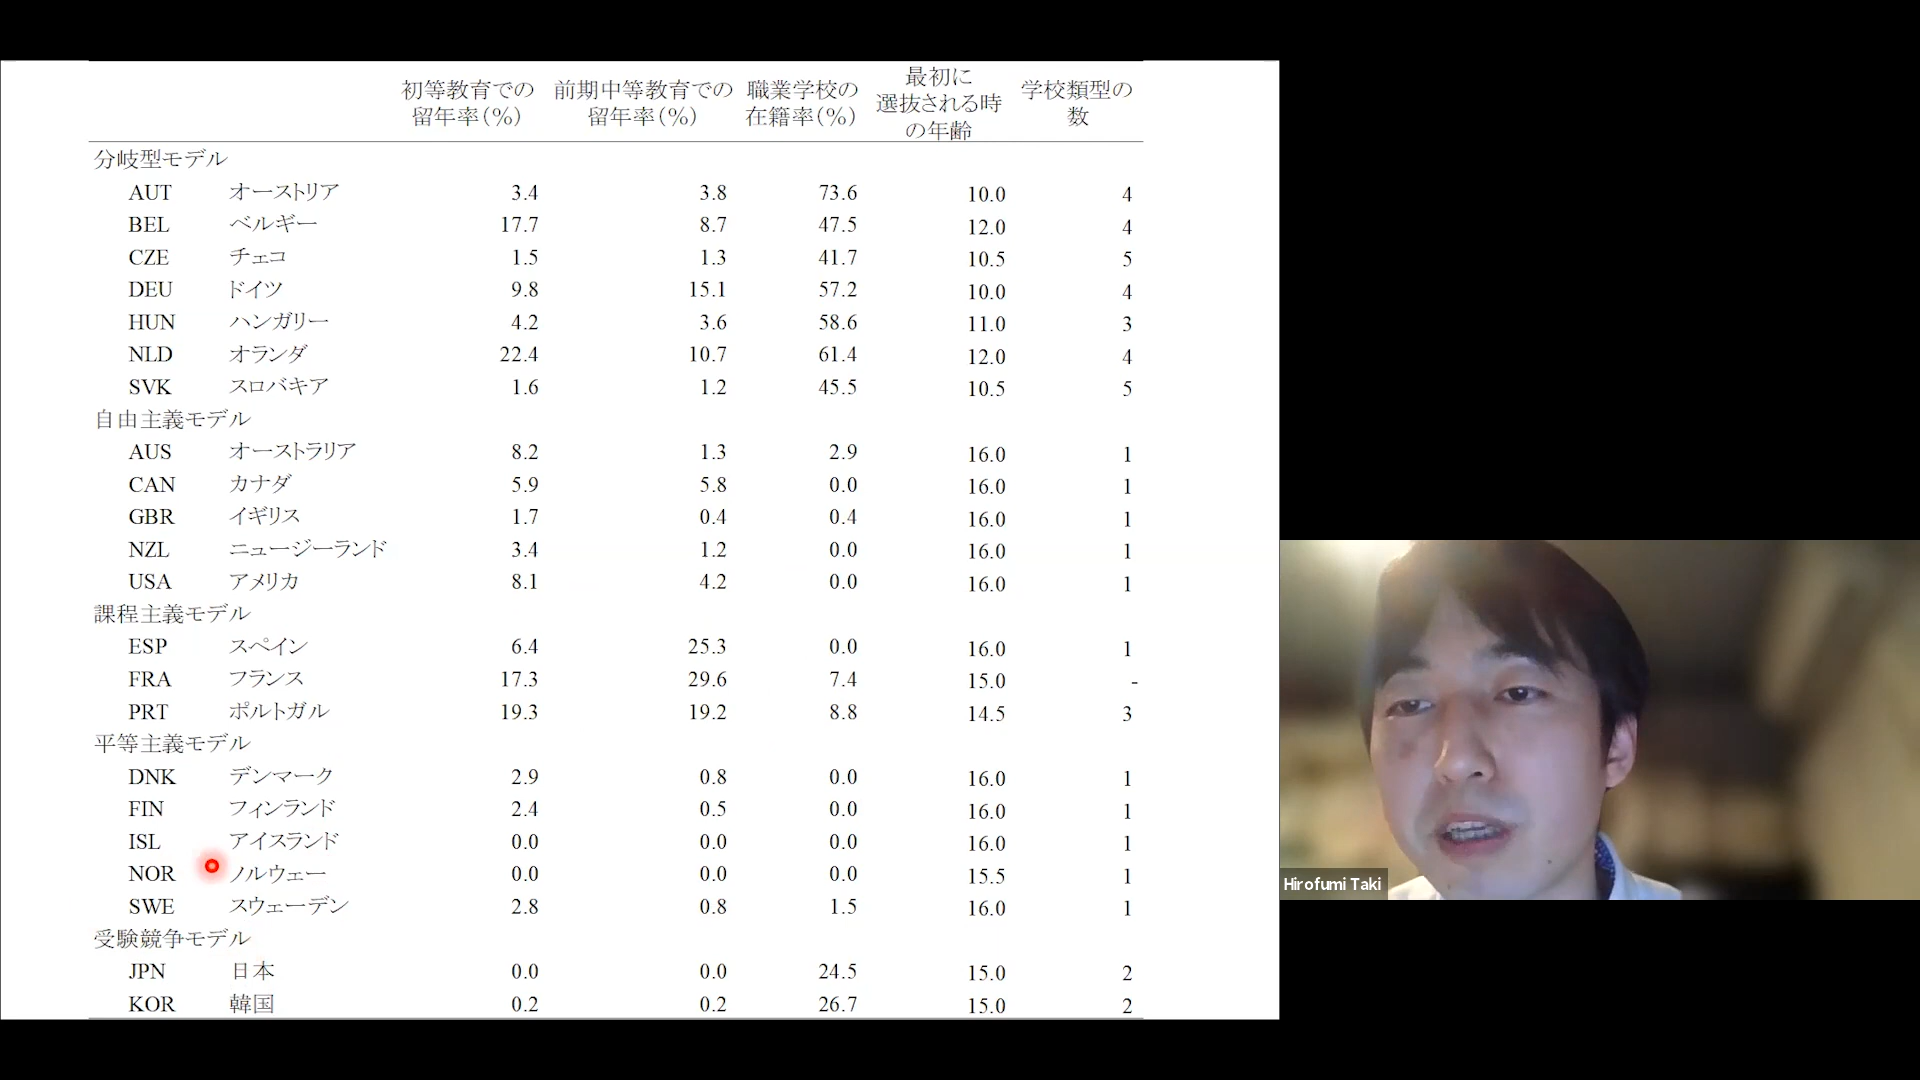 初等教育での 前期中等教育での 職業学校の 最初に 学校類型の
留年率(%) 留年率(%) 在籍率(%) 選抜される時 数
の年齢
分岐型モデル
AUT オーストリア 3.4 3.8 73.6 10.0 4
BEL ベルギー 17.7 8.7 47.5 12.0 4
CZE チェコ 1.5 1.3 41.7 10.5 5
DEU ドイツ 9.8 15.1 57.2 10.0 4
HUN ハンガリー 4.2 3.6 58.6 11.0 3
NLD オランダ 22.4 10.7 61.4 12.0 4
SVK スロバキア 1.6 1.2 45.5 10.5 5
自由主義モデル
AUS オーストラリア 8.2 1.3 2.9 16.0 1
CAN カナダ 5.9 5.8 0.0 16.0 1
GBR イギリス 1.7 0.4 0.4 16.0 1
NZL ニュージーランド 3.4 1.2 0.0 16.0 1
USA アメリカ 8.1 4.2 0.0 16.0 1
課程主義モデル
ESP スペイン 6.4 25.3 0.0 16.0 1
FRA フランス 17.3 29.6 7.4 15.0 -
PRT ポルトガル 19.3 19.2 8.8 14.5 3
平等主義モデル
DNK デンマーク 2.9 0.8 0.0 16.0 1
FIN フィンランド 2.4 0.5 0.0 16.0 1
ISL アイスランド 0.0 0.0 0.0 16.0 1
NOR ノルウェー 0.0 0.0 0.0 15.5 1
SWE スウェーデン 2.8 0.8 1.5 16.0 1
受験競争モデル
JPN 日本 0.0 0.0 24.5 15.0 2
KOR 韓国 0.2 0.2 26.7 15.0 2
Hirofumi Taki